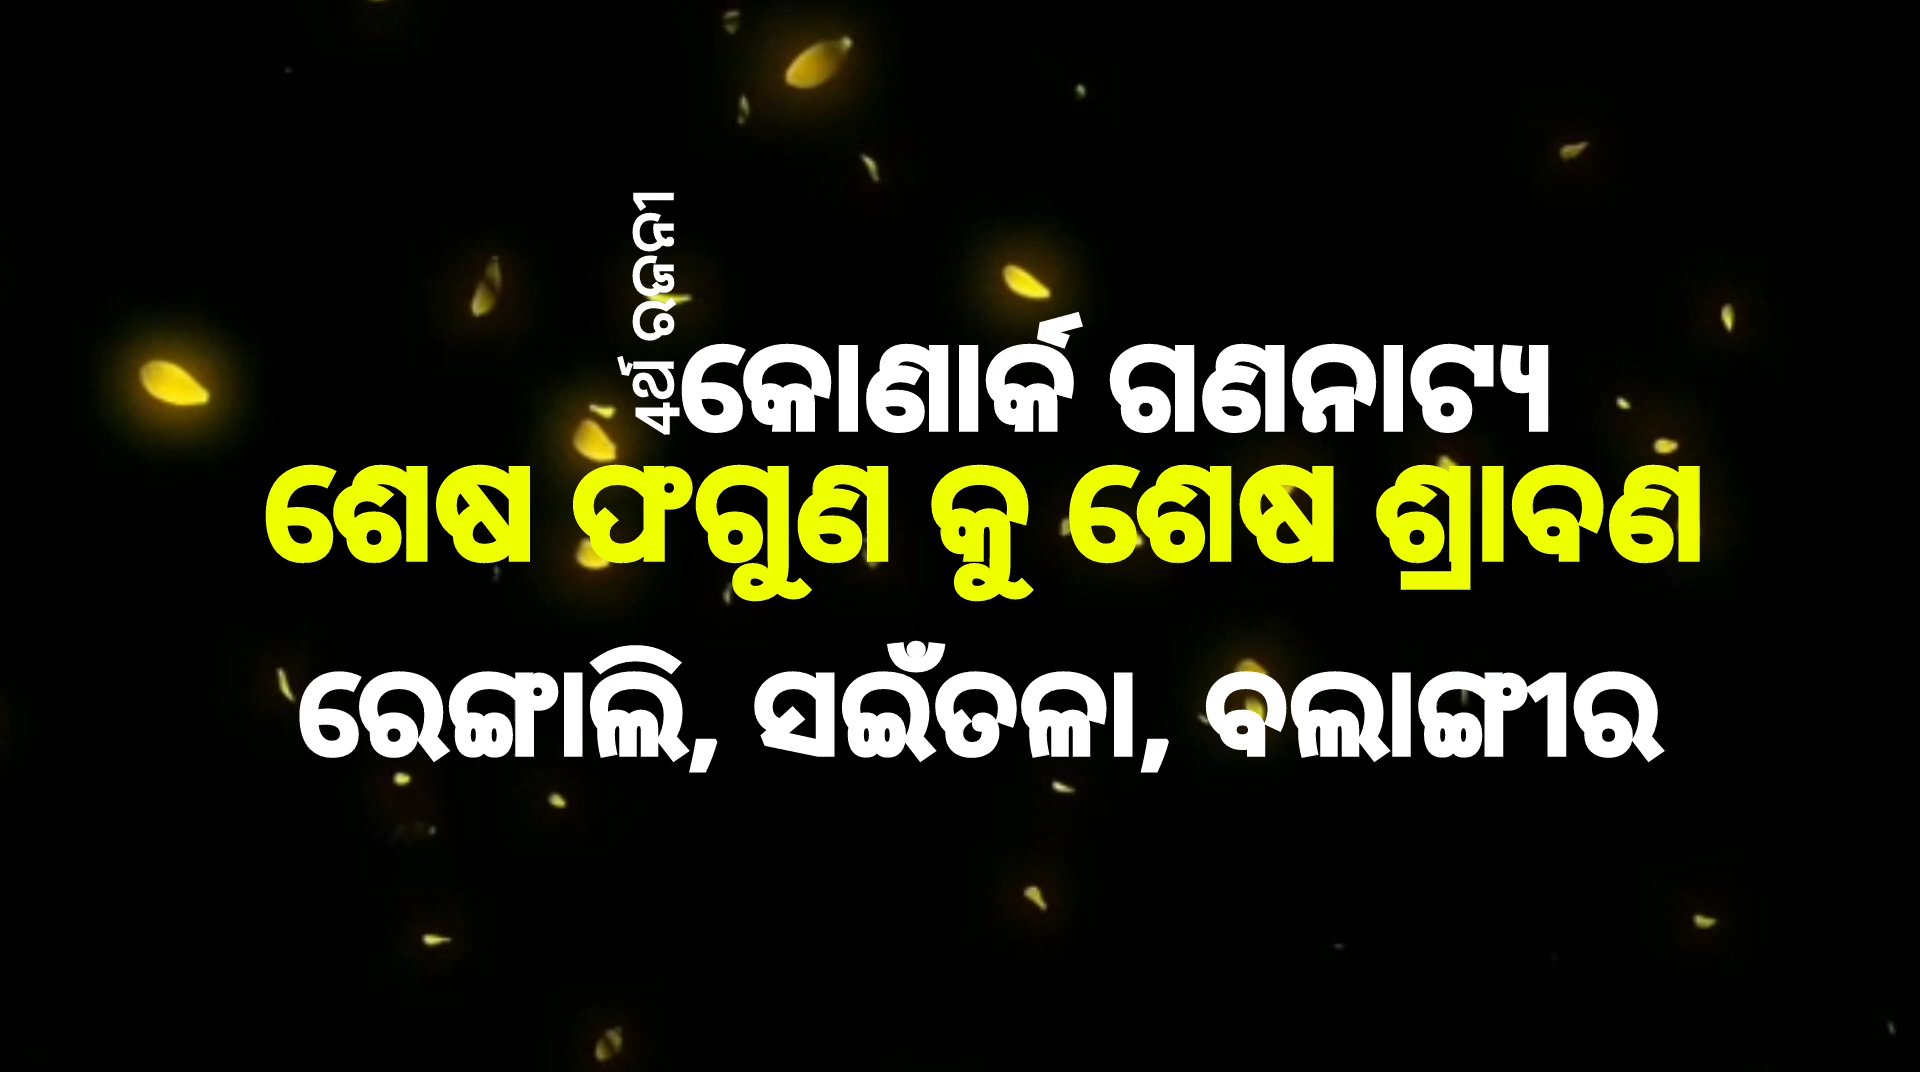 4ର୍ଥ ରଜନୀ
କୋଣାର୍କ ଗଣନାଟ୍ୟ
ଶେଷ ଫଗୁଣ କୁ ଶେଷ ଶ୍ରାବଣ
ରେଙ୍ଗାଲି, ସଇଁତଳା, ବଲାଙ୍ଗୀର